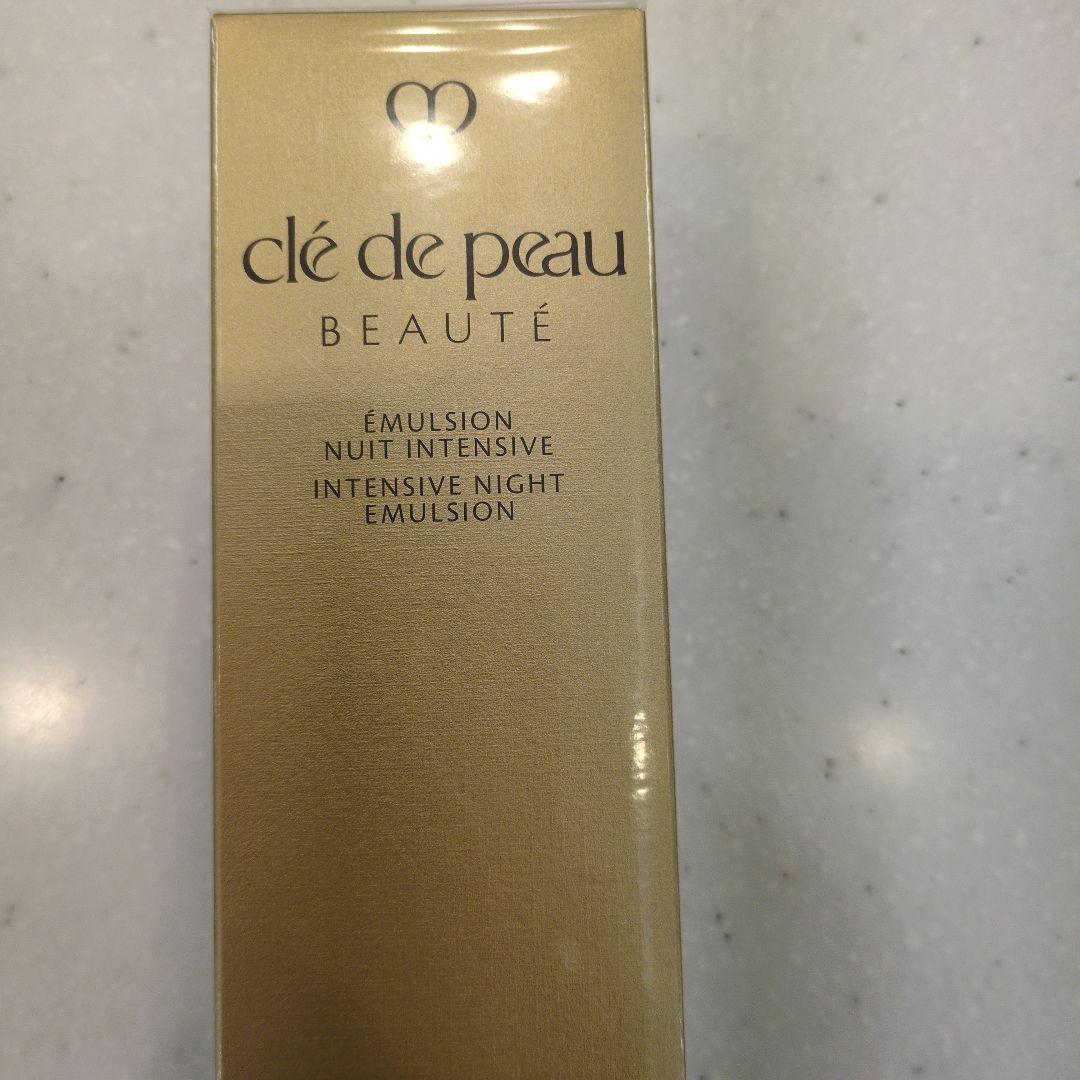 clé de peau
BEAUTÉ
ÉMULSION
NUIT INTENSIVE
INTENSIVE NIGHT
EMULSION